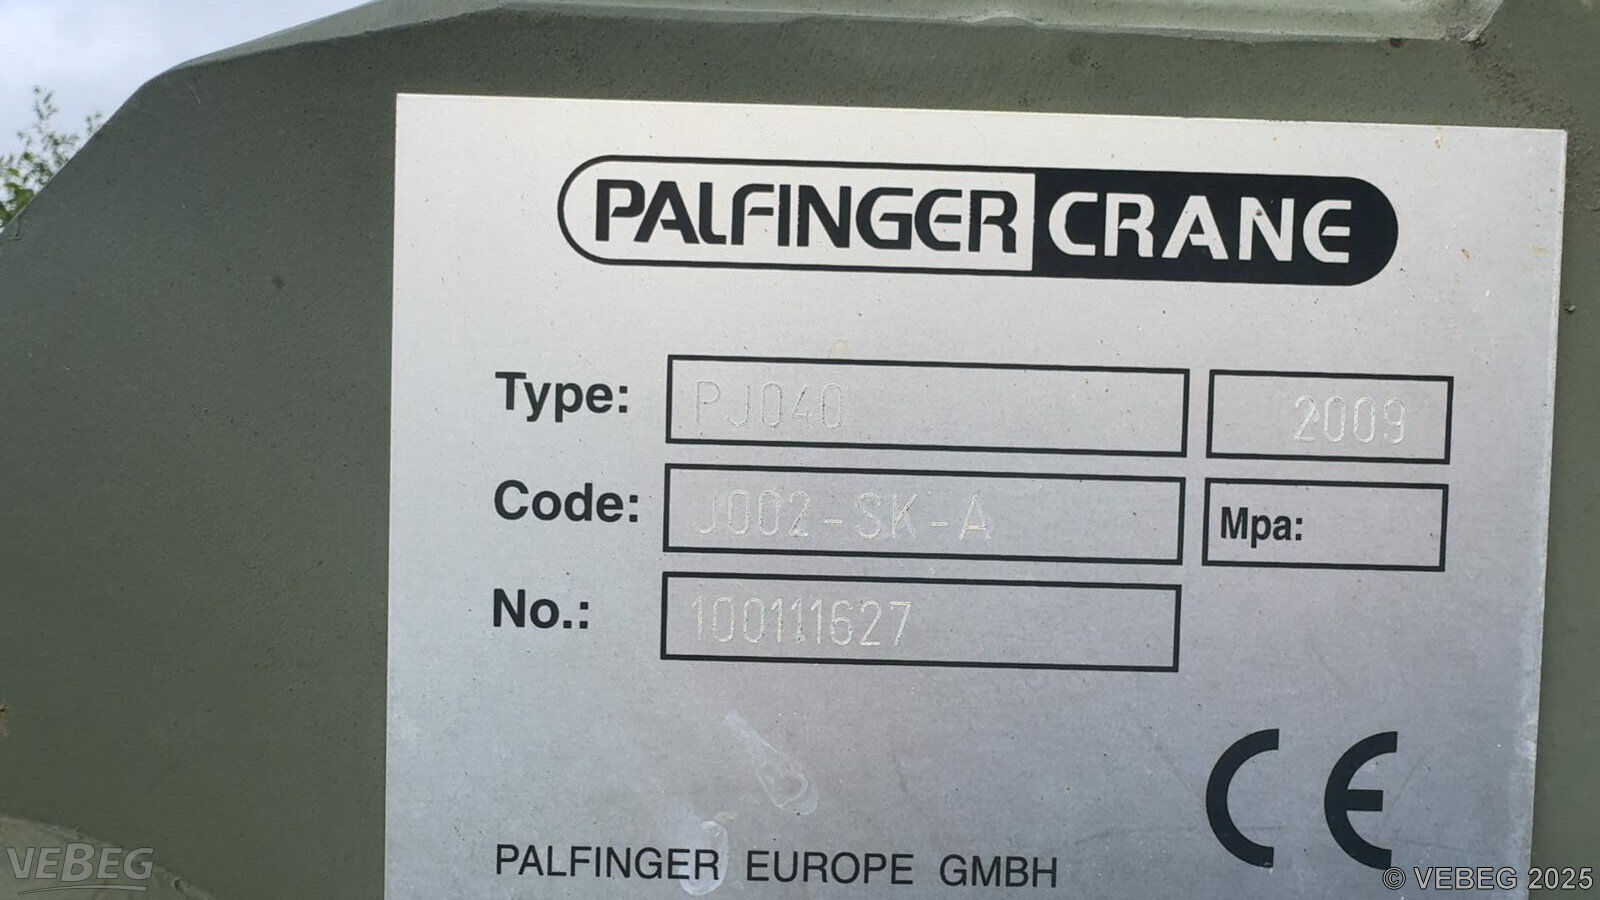 PALFINGER CRANE
Type: PJ040 2009
Code: J002-SK-A Mpa:
No.: 100111627
CE
PALFINGER EUROPE GMBH
VEBEG
© VEBEG 2025